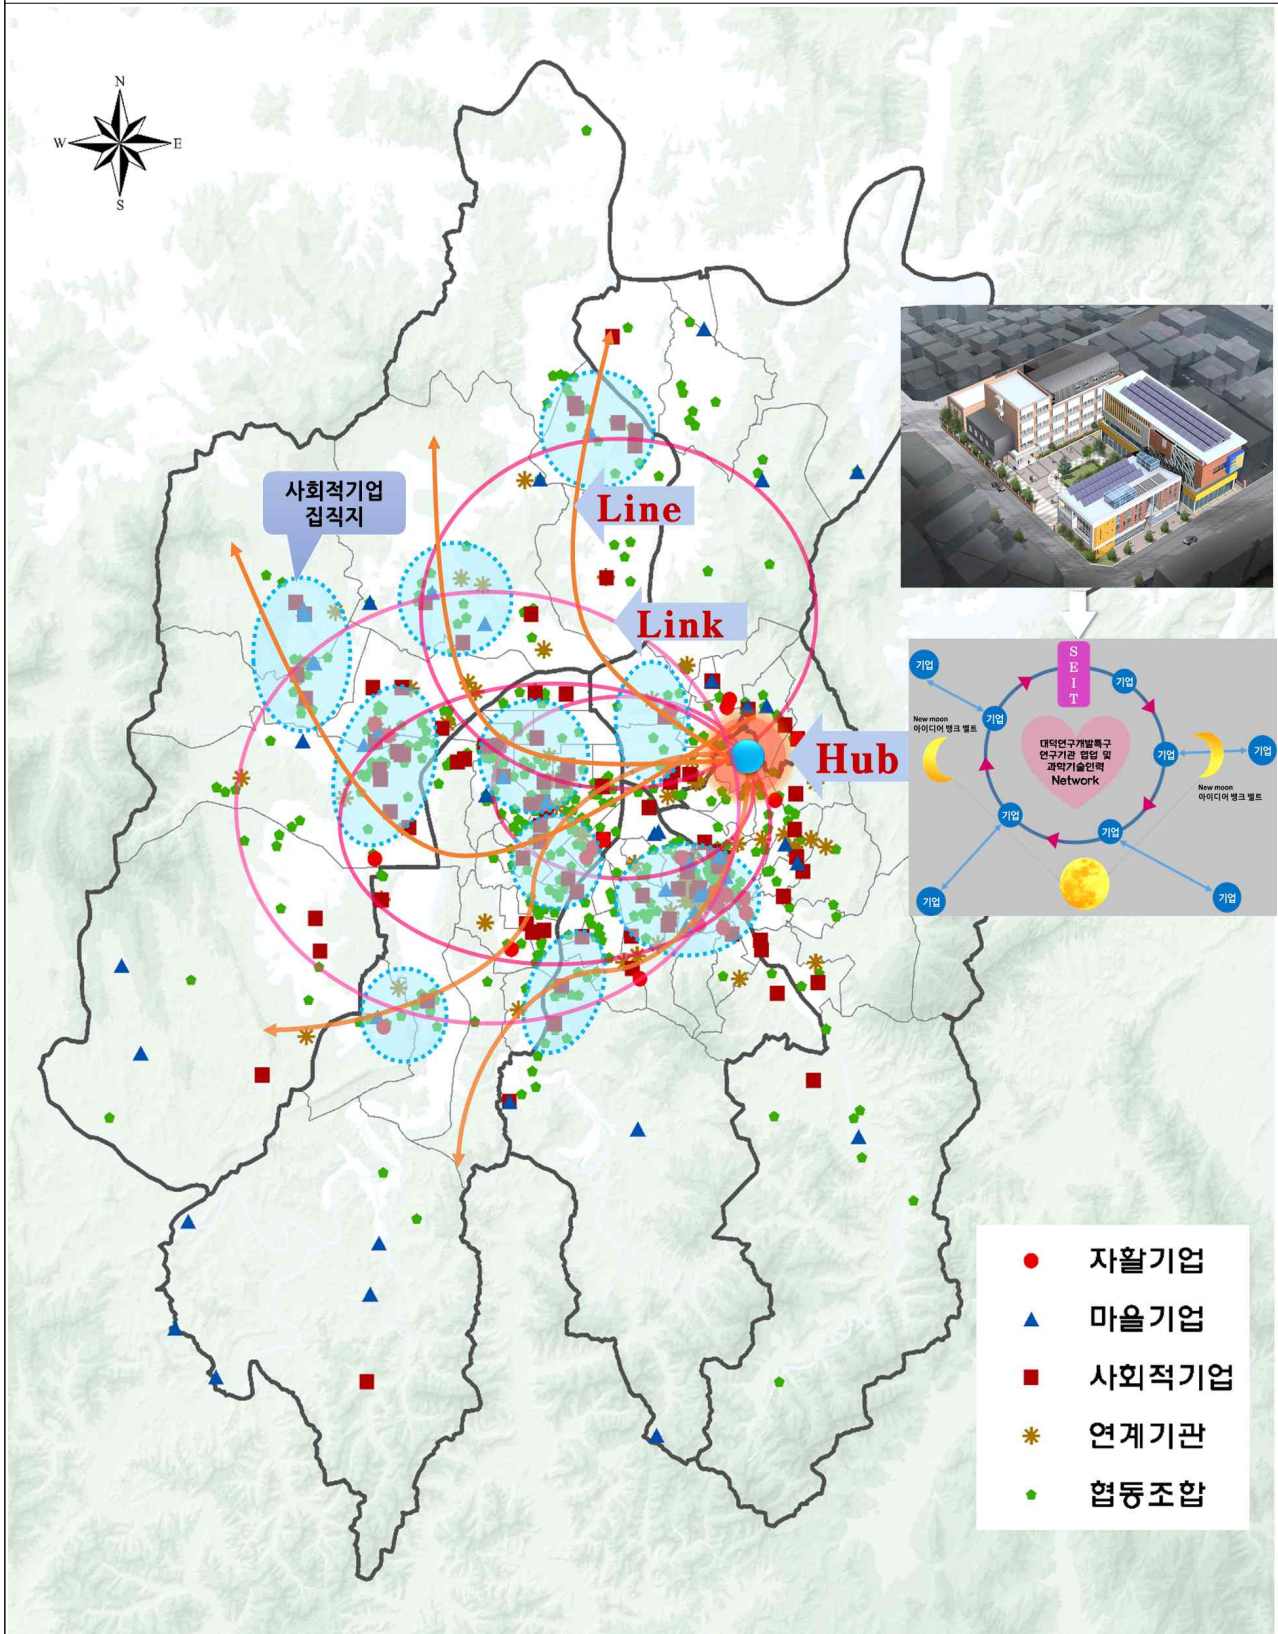 N
W
E
S
사회적기업
집직지
Line
Link
Hub
S
E
I
T
기업
기업
기업
New moon
아이디어 뱅크 벨트
대덕연구개발특구
연구기관 협업 및
과학기술인력
Network
기업
기업
New moon
아이디어 뱅크 벨트
기업
기업
기업
기업
자활기업
마을기업
사회적기업
연계기관
협동조합